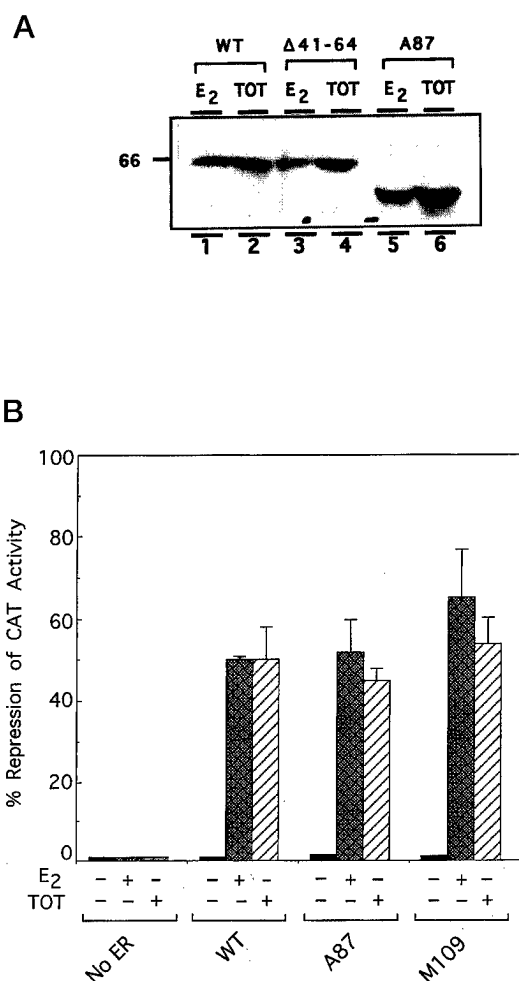 A
WT Δ41-64 A87
E2 TOT E2 TOT E2 TOT
66
1 2 3 4 5 6
B
% Repression of CAT Activity
100
80
60
40
20
0
E2 - + - - + - - + - - + -
TOT - - + - - + - - + - - +
No ER WT A87 M109